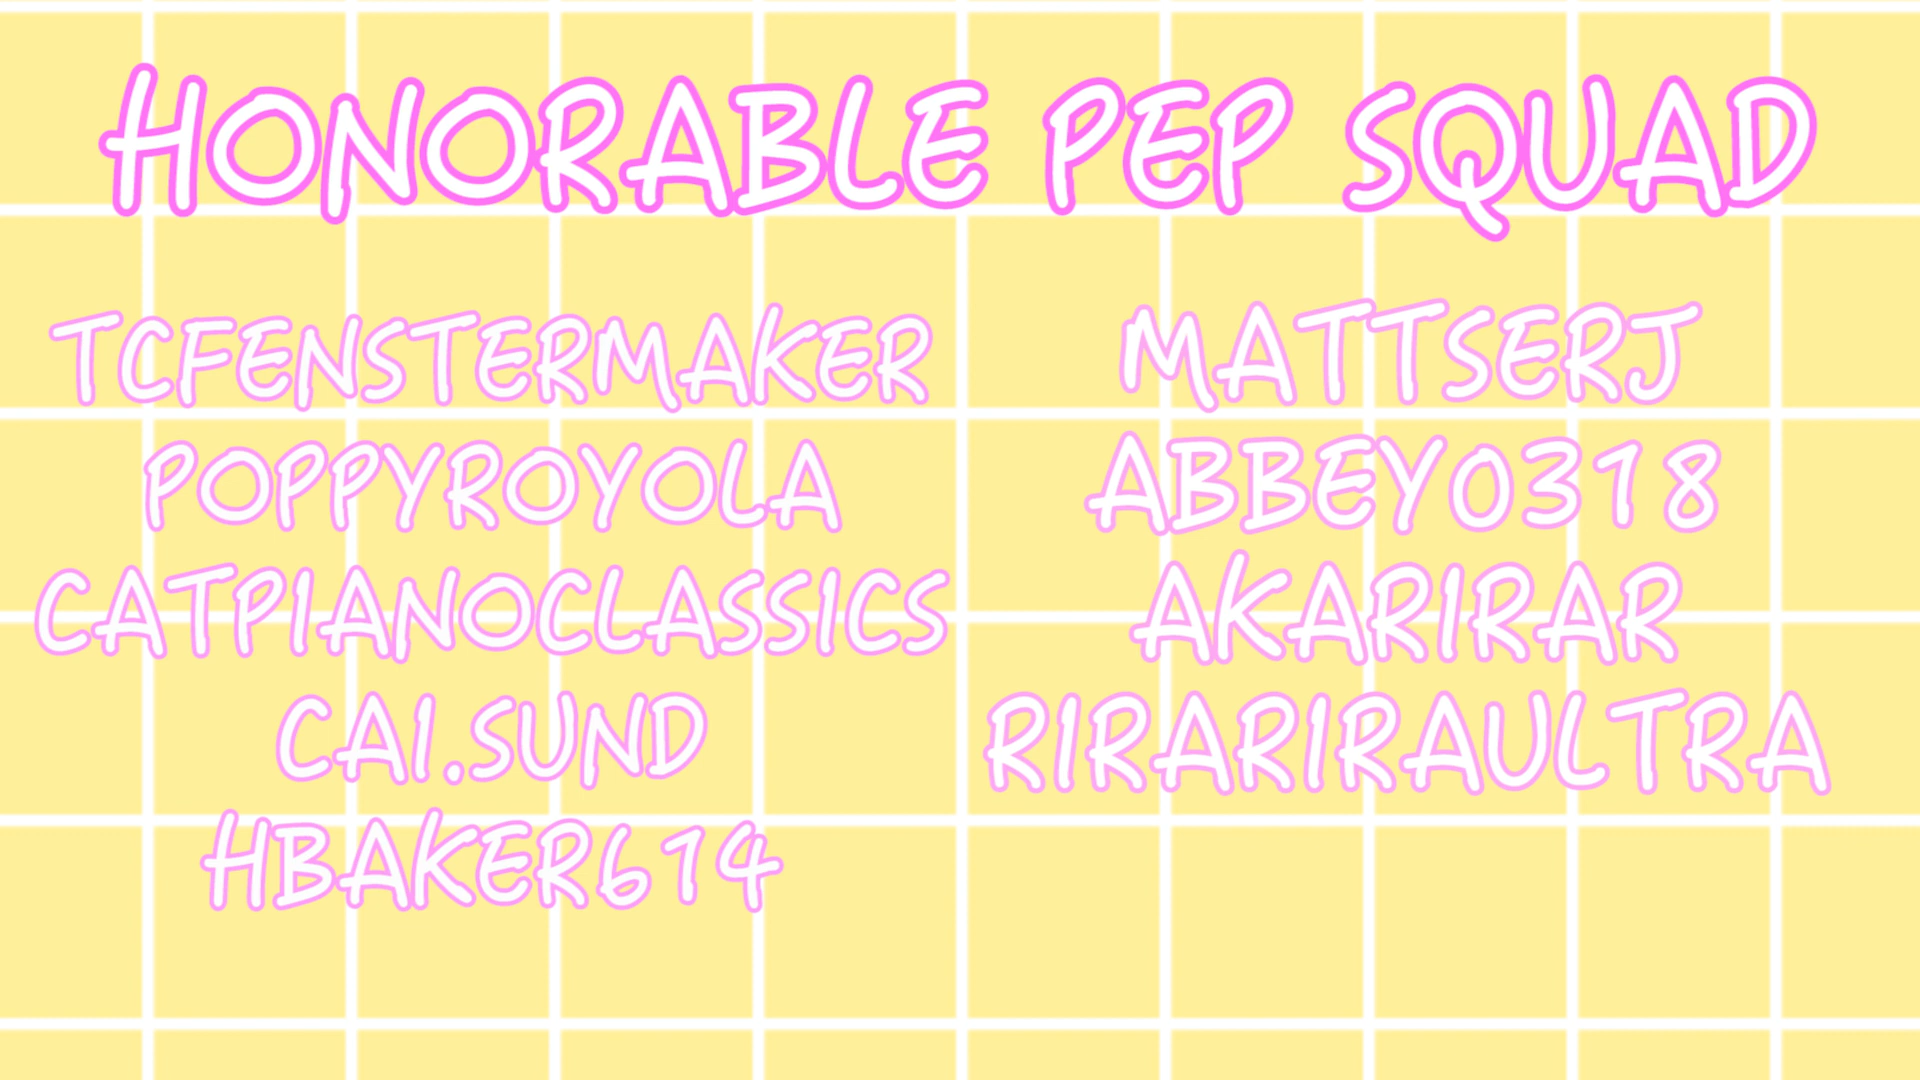 HONORABLE PEP SQUAD
TCFENSTERMAKER
POPPYROYOLA
CATPIANOCLASSICS
CAI.SUND
HBAKER614
MATTSERJ
ABBEY0318
AKARIRAR
RIRARIRAULTRA